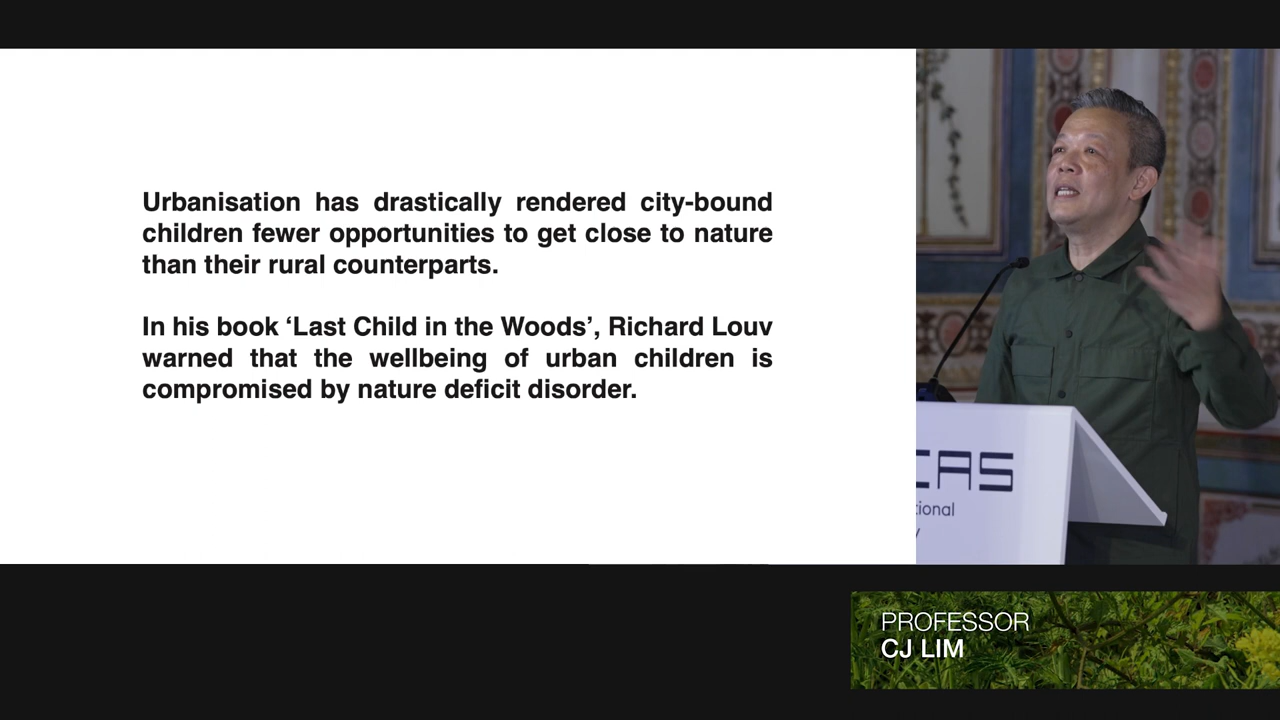 Urbanisation has drastically rendered city-bound
children fewer opportunities to get close to nature
than their rural counterparts.
In his book ‘Last Child in the Woods’, Richard Louv
warned that the wellbeing of urban children is
compromised by nature deficit disorder.
CAS
tional
y
PROFESSOR
CJ LIM